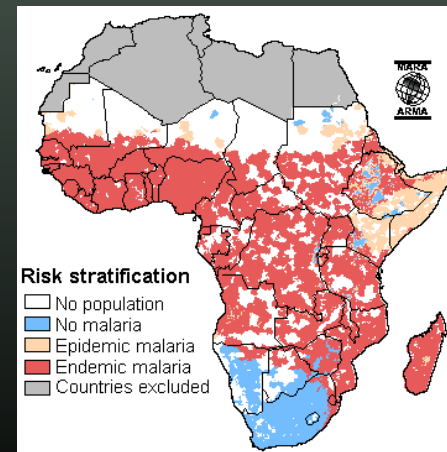 MARA
ARMA
Risk stratification
No population
No malaria
Epidemic malaria
Endemic malaria
Countries excluded